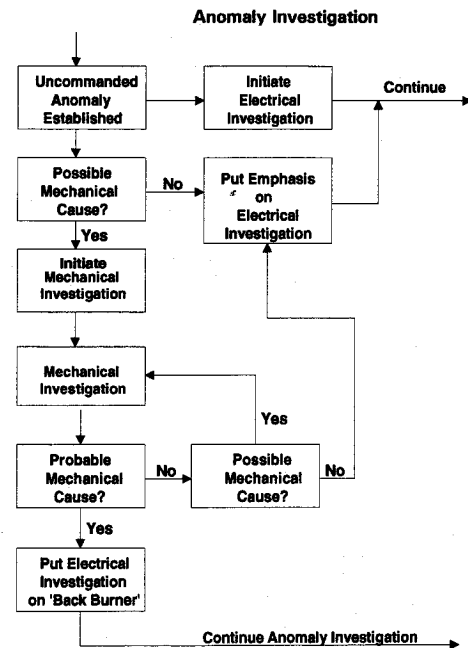 Anomaly Investigation
Uncommanded
Anomaly
Established
Initiate
Electrical
Investigation
Continue
Possible
Mechanical
Cause?
No
Put Emphasis
on
Electrical
Investigation
Yes
Initiate
Mechanical
Investigation
Mechanical
Investigation
Yes
Probable
Mechanical
Cause?
No
Possible
Mechanical
Cause?
No
Yes
Put Electrical
Investigation
on 'Back Burner'
Continue Anomaly Investigation